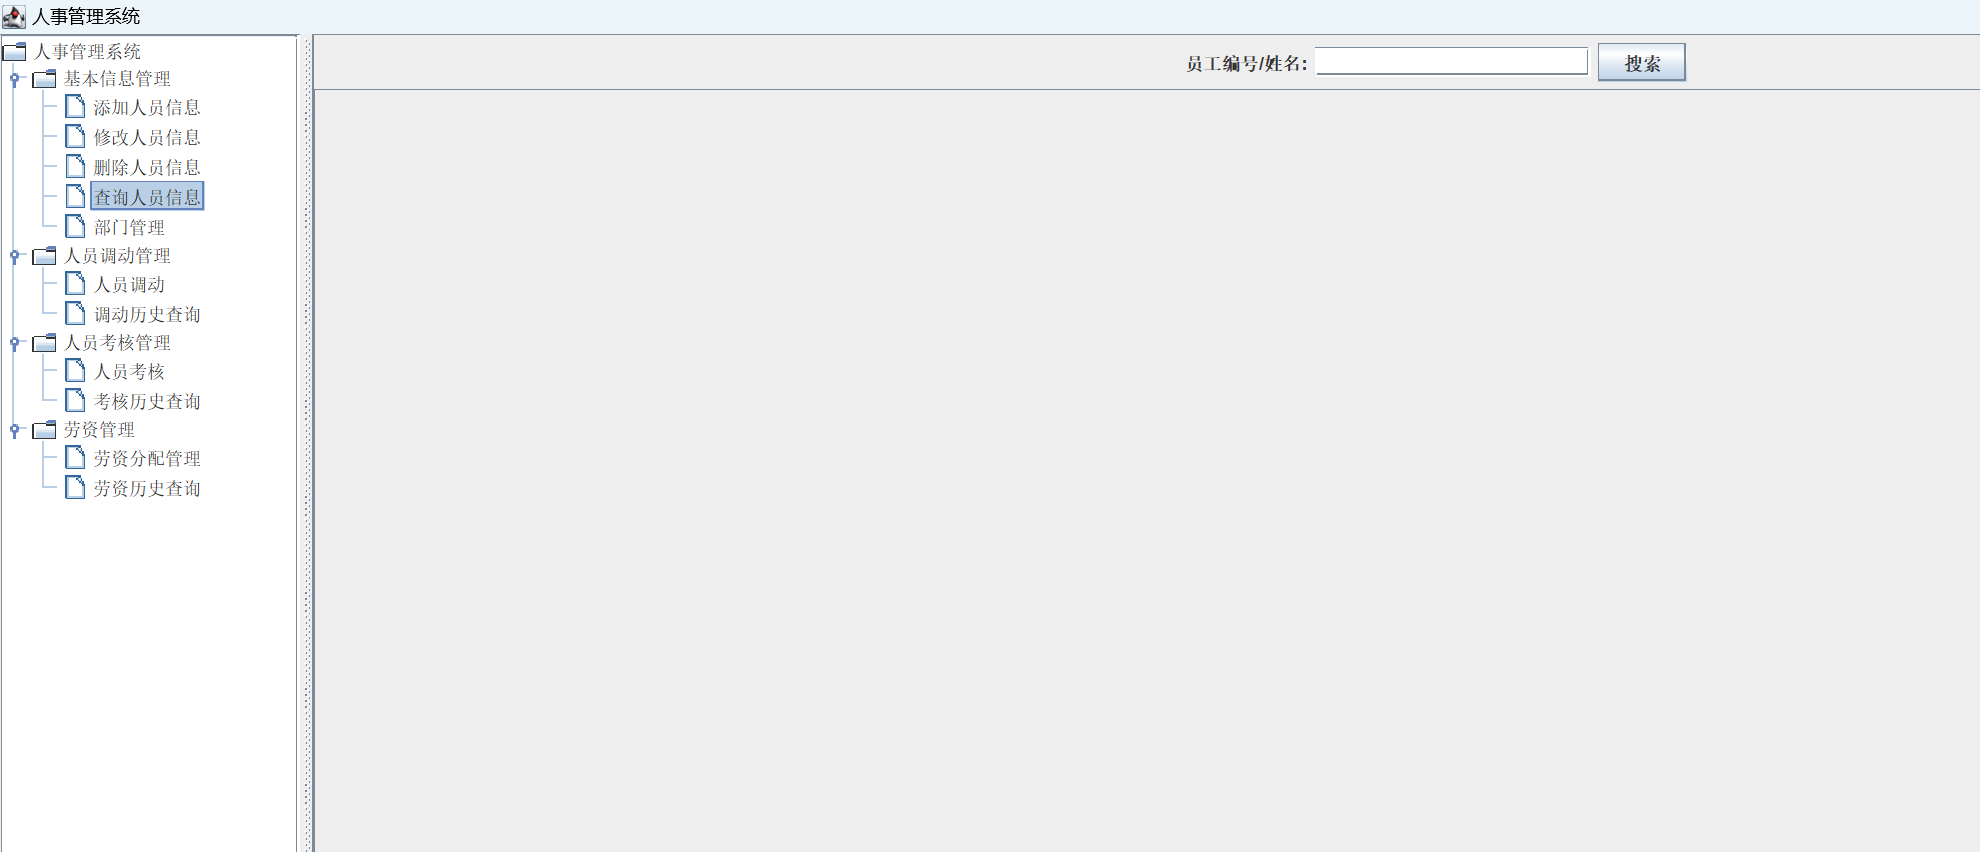 人事管理系统
人事管理系统
基本信息管理
添加人员信息
修改人员信息
删除人员信息
查询人员信息
部门管理
人员调动管理
人员调动
调动历史查询
人员考核管理
人员考核
考核历史查询
劳资管理
劳资分配管理
劳资历史查询
员工编号/姓名: 搜索